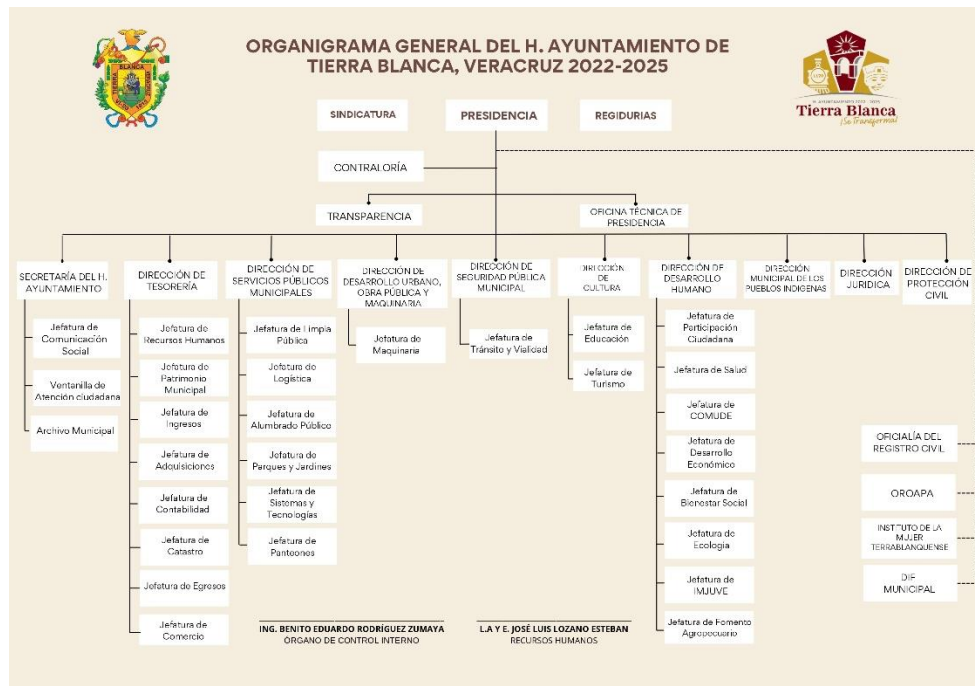 ORGANIGRAMA GENERAL DEL H. AYUNTAMIENTO DE
TIERRA BLANCA, VERACRUZ 2022-2025
TIERRA BLANCA
H. AYUNTAMIENTO 2022 - 2025
Tierra Blanca
¡Se Transforma!
SINDICATURA
PRESIDENCIA
REGIDURIAS
CONTRALORÍA
TRANSPARENCIA
OFICINA TÉCNICA DE
PRESIDENCIA
SECRETARÍA DEL H.
AYUNTAMIENTO
Jefatura de
Comunicación
Social
Ventanilla de
Atención ciudadana
Archivo Municipal
DIRECCIÓN DE
TESORERÍA
Jefatura de
Recursos Humanos
Jefatura de
Patrimonio
Municipal
Jefatura de
Ingresos
Jefatura de
Adquisiciones
Jefatura de
Contabilidad
Jefatura de
Catastro
Jefatura de Egresos
Jefatura de
Comercio
DIRECCIÓN DE
SERVICIOS PÚBLICOS
MUNICIPALES
Jefatura de Limpia
Pública
Jefatura de
Logística
Jefatura de
Alumbrado Público
Jefatura de
Parques y Jardines
Jefatura de
Sistemas y
Tecnologías
Jefatura de
Panteones
DIRECCIÓN DE
DESARROLLO URBANO,
OBRA PÚBLICA Y
MAQUINARIA
Jefatura de
Maquinaria
DIRECCIÓN DE
SEGURIDAD PÚBLICA
MUNICIPAL
Jefatura de
Tránsito y Vialidad
DIRECCIÓN
DE
CULTURA
Jefatura de
Educación
Jefatura de
Turismo
DIRECCIÓN DE
DESARROLLO
HUMANO
Jefatura de
Participación
Ciudadana
Jefatura de Salud
Jefatura de
COMUDE
Jefatura de
Desarrollo
Económico
Jefatura de
Bienestar Social
Jefatura de
Ecologia
Jefatura de
IMJUVE
Jefatura de Fomento
Agropecuario
DIRECCIÓN
MUNICIPAL DE LOS
PUEBLOS INDIGENAS
DIRECCIÓN
JURIDICA
DIRECCIÓN DE
PROTECCIÓN
CIVIL
OFICIALÍA DEL
REGISTRO CIVIL
OROAPA
INSTITUTO DE LA
MUJER
TERRABLANQUENSE
DIF
MUNICIPAL
ING. BENITO EDUARDO RODRÍGUEZ ZUMAYA
ÓRGANO DE CONTROL INTERNO
L.A Y E. JOSÉ LUIS LOZANO ESTEBAN
RECURSOS HUMANOS